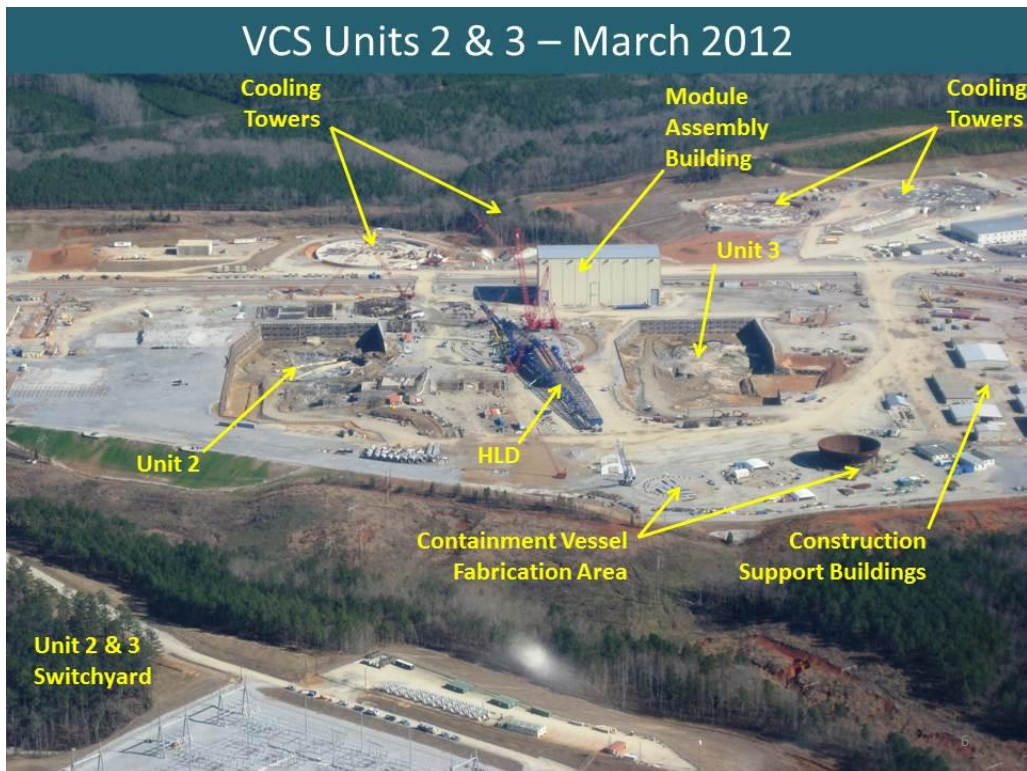 VCS Units 2 & 3 – March 2012
Cooling
Towers
Module
Assembly
Building
Cooling
Towers
Unit 3
Unit 2
HLD
Containment Vessel
Fabrication Area
Construction
Support Buildings
Unit 2 & 3
Switchyard
6